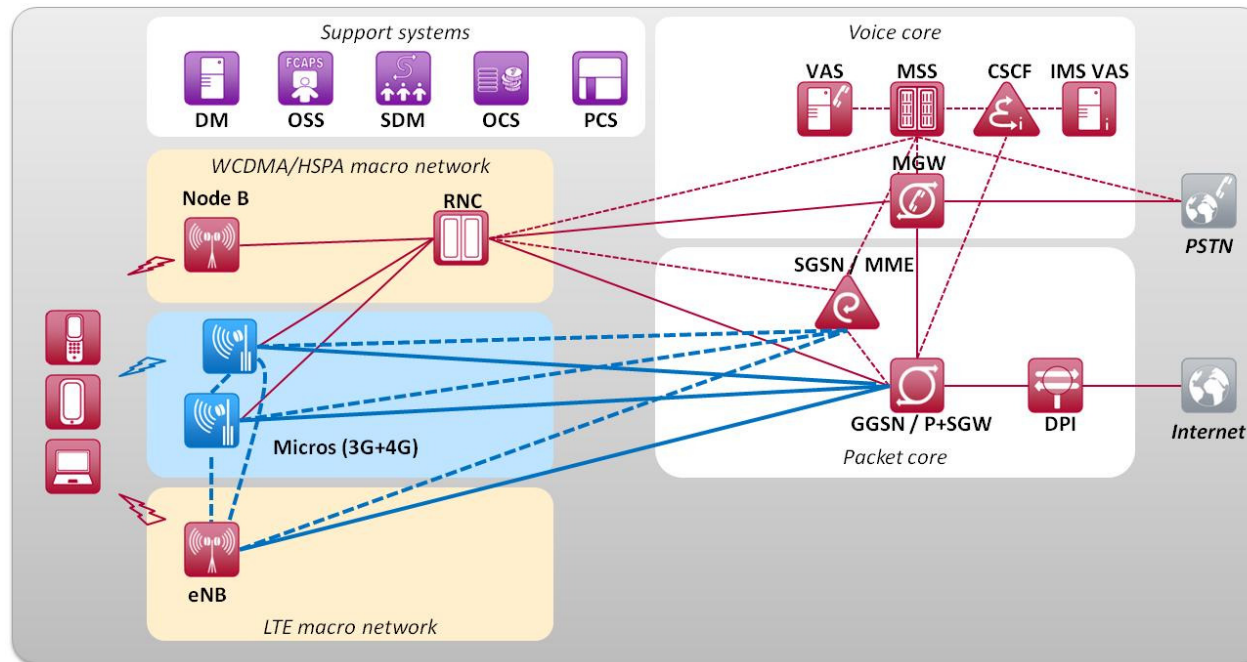 Support systems
FCAPS
DM
OSS
SDM
OCS
PCS
Voice core
VAS
MSS
CSCF
IMS VAS
i
i
MGW
PSTN
WCDMA/HSPA macro network
Node B
RNC
SGSN / MME
GGSN / P+SGW
DPI
Internet
Packet core
Micros (3G+4G)
eNB
LTE macro network